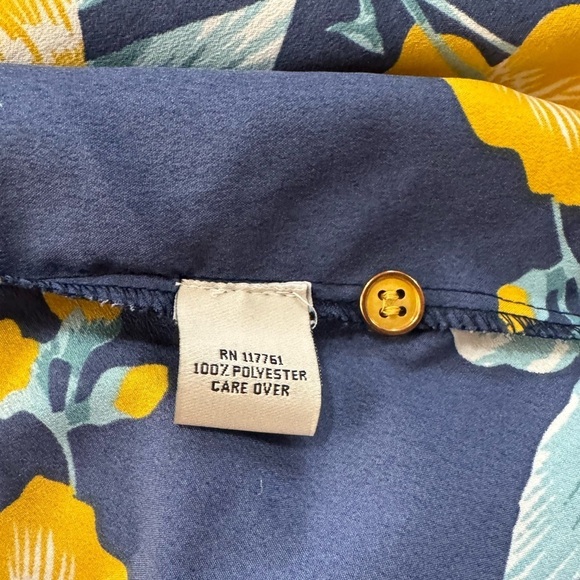 RN 117761
100% POLYESTER
CARE OVER